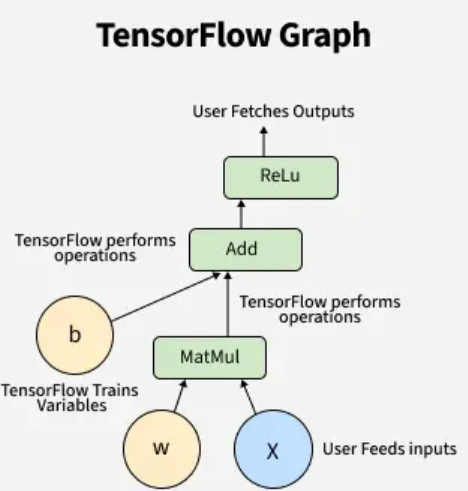 TensorFlow Graph
User Fetches Outputs
ReLu
TensorFlow performs
operations
Add
TensorFlow performs
operations
b
MatMul
TensorFlow Trains
Variables
w
X
User Feeds inputs